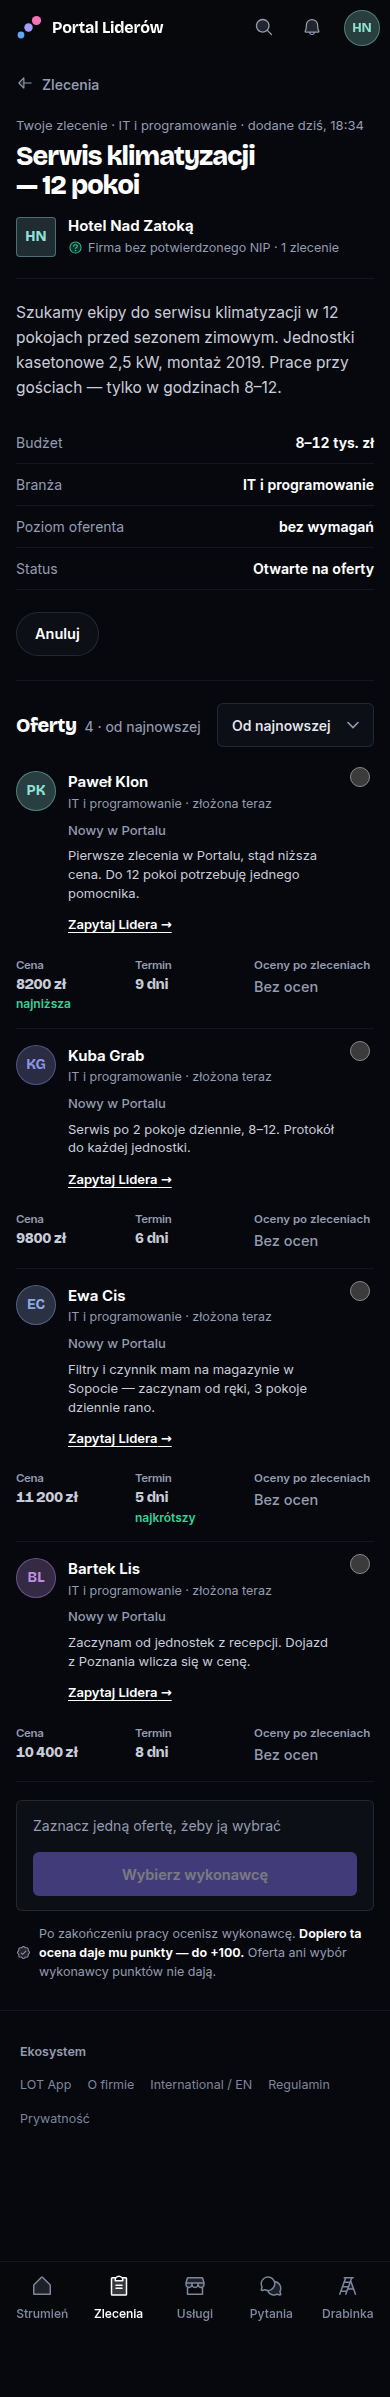 Portal Liderów
HN
Zlecenia
Twoje zlecenie · IT i programowanie · dodane dziś, 18:34
Serwis klimatyzacji
— 12 pokoi
HN
Hotel Nad Zatoką
Firma bez potwierdzonego NIP · 1 zlecenie
Szukamy ekipy do serwisu klimatyzacji w 12
pokojach przed sezonem zimowym. Jednostki
kasetonowe 2,5 kW, montaż 2019. Prace przy
gościach — tylko w godzinach 8–12.
Budżet 8–12 tys. zł
Branża IT i programowanie
Poziom oferenta bez wymagań
Status Otwarte na oferty
Anuluj
Oferty 4 · od najnowszej Od najnowszej
PK
Paweł Klon
IT i programowanie · złożona teraz
Nowy w Portalu
Pierwsze zlecenia w Portalu, stąd niższa
cena. Do 12 pokoi potrzebuję jednego
pomocnika.
Zapytaj Lidera →
Cena Termin Oceny po zleceniach
8200 zł 9 dni Bez ocen
najniższa
KG
Kuba Grab
IT i programowanie · złożona teraz
Nowy w Portalu
Serwis po 2 pokoje dziennie, 8–12. Protokół
do każdej jednostki.
Zapytaj Lidera →
Cena Termin Oceny po zleceniach
9800 zł 6 dni Bez ocen
EC
Ewa Cis
IT i programowanie · złożona teraz
Nowy w Portalu
Filtry i czynnik mam na magazynie w
Sopocie — zaczynam od ręki, 3 pokoje
dziennie rano.
Zapytaj Lidera →
Cena Termin Oceny po zleceniach
11 200 zł 5 dni Bez ocen
najkrótszy
BL
Bartek Lis
IT i programowanie · złożona teraz
Nowy w Portalu
Zaczynam od jednostek z recepcji. Dojazd
z Poznania wlicza się w cenę.
Zapytaj Lidera →
Cena Termin Oceny po zleceniach
10 400 zł 8 dni Bez ocen
Zaznacz jedną ofertę, żeby ją wybrać
Wybierz wykonawcę
Po zakończeniu pracy ocenisz wykonawcę. Dopiero ta
ocena daje mu punkty — do +100. Oferta ani wybór
wykonawcy punktów nie dają.
Ekosystem
LOT App O firmie International / EN Regulamin
Prywatność
Strumień Zlecenia Usługi Pytania Drabinka